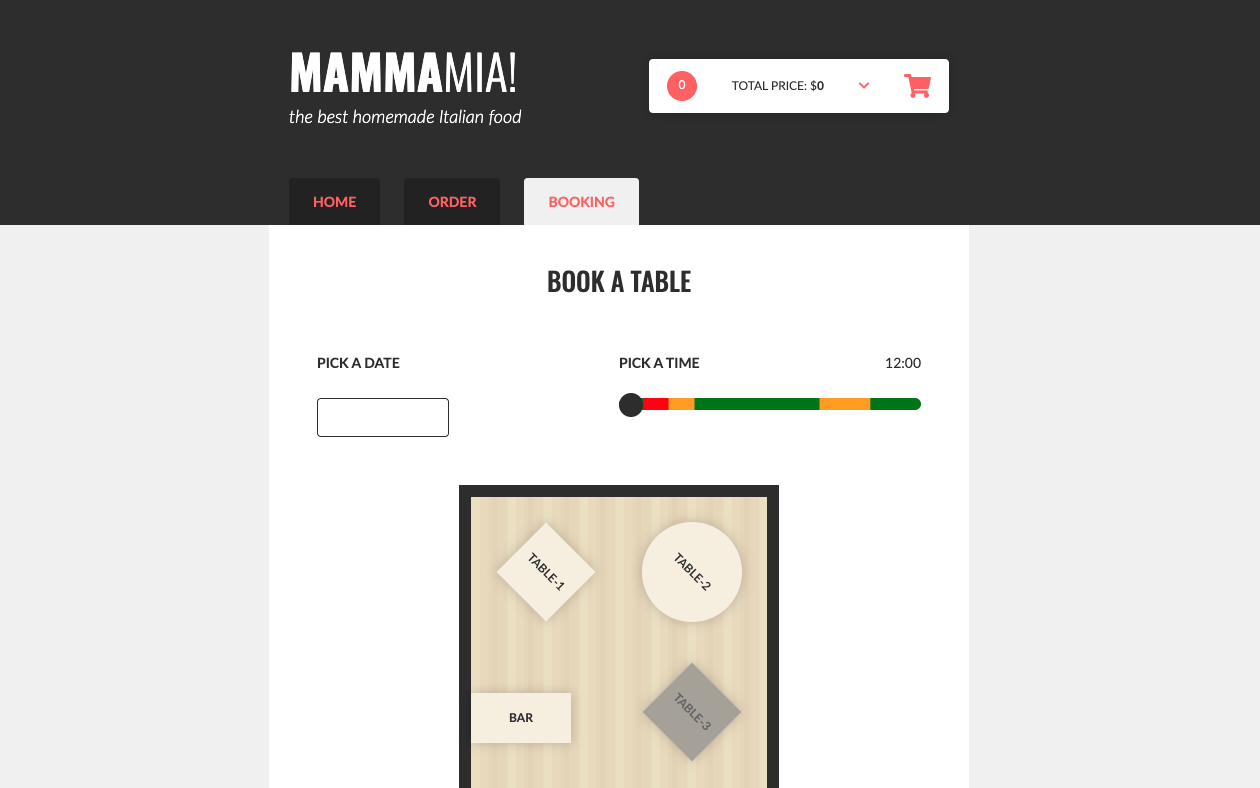 MAMMAMIA!
the best homemade Italian food
0
TOTAL PRICE: $0
HOME
ORDER
BOOKING
BOOK A TABLE
PICK A DATE
PICK A TIME
12:00
TABLE-1
TABLE-2
BAR
TABLE-3